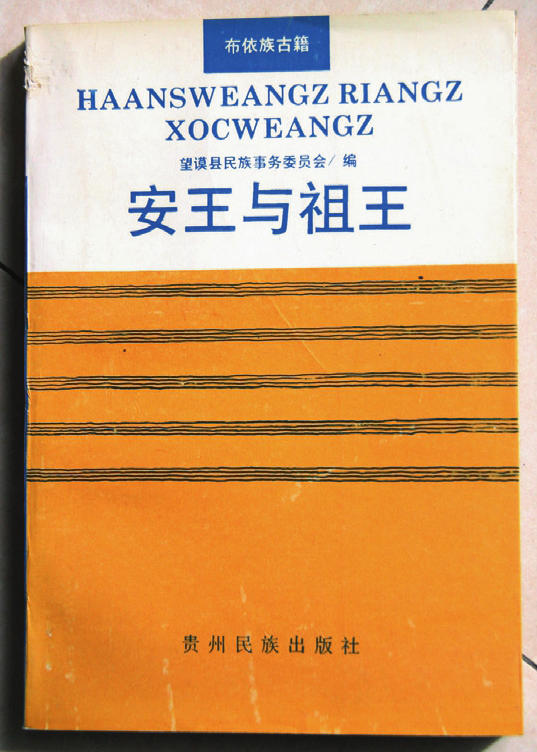 布依族古籍
HAANSWEANGZ RIANGZ
XOCWEANGZ
望谟县民族事务委员会/编
安王与祖王
贵州民族出版社